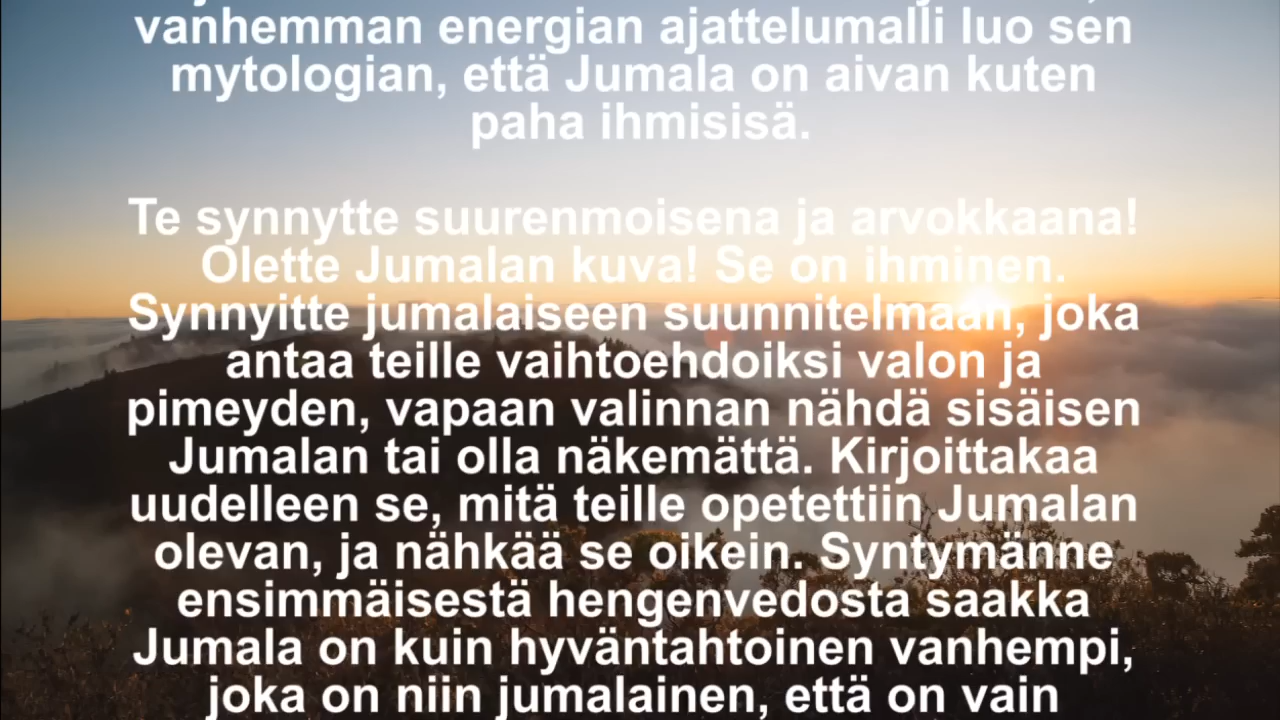 vanhemman energian ajattelumalli luo sen
mytologian, että Jumala on aivan kuten
paha ihmisisä.
Te synnytte suurenmoisena ja arvokkaana!
Olette Jumalan kuva! Se on ihminen.
Synnyitte jumalaiseen suunnitelmaan, joka
antaa teille vaihtoehdoiksi valon ja
pimeyden, vapaan valinnan nähdä sisäisen
Jumalan tai olla näkemättä. Kirjoittakaa
uudelleen se, mitä teille opetettiin Jumalan
olevan, ja nähkää se oikein. Syntymänne
ensimmäisestä hengenvedosta saakka
Jumala on kuin hyväntahtoinen vanhempi,
joka on niin jumalainen, että on vain